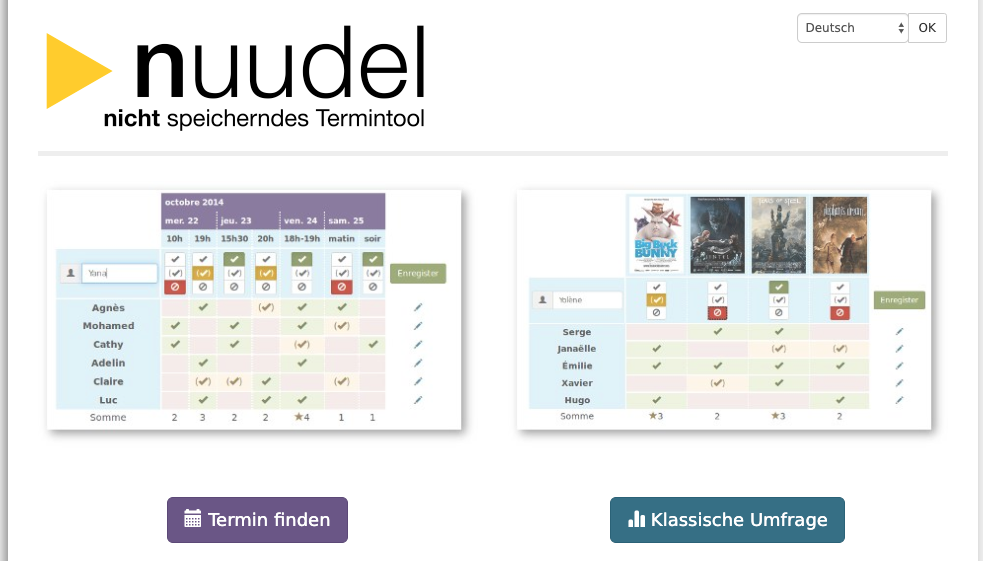 Deutsch OK
nuudel
nicht speicherndes Termintool
octobre 2014
mer. 22 jeu. 23 ven. 24 sam. 25
10h 19h 15h30 20h 18h-19h matin soir
Yana Enregister
Agnès
Mohamed
Cathy
Adelin
Claire
Luc
Somme 2 3 2 2 4 1 1
Big Buck
BUNNY
Yolène Enregister
Serge
Janaëlle
Émilie
Xavier
Hugo
Somme 3 2 3 2
Termin finden
Klassische Umfrage